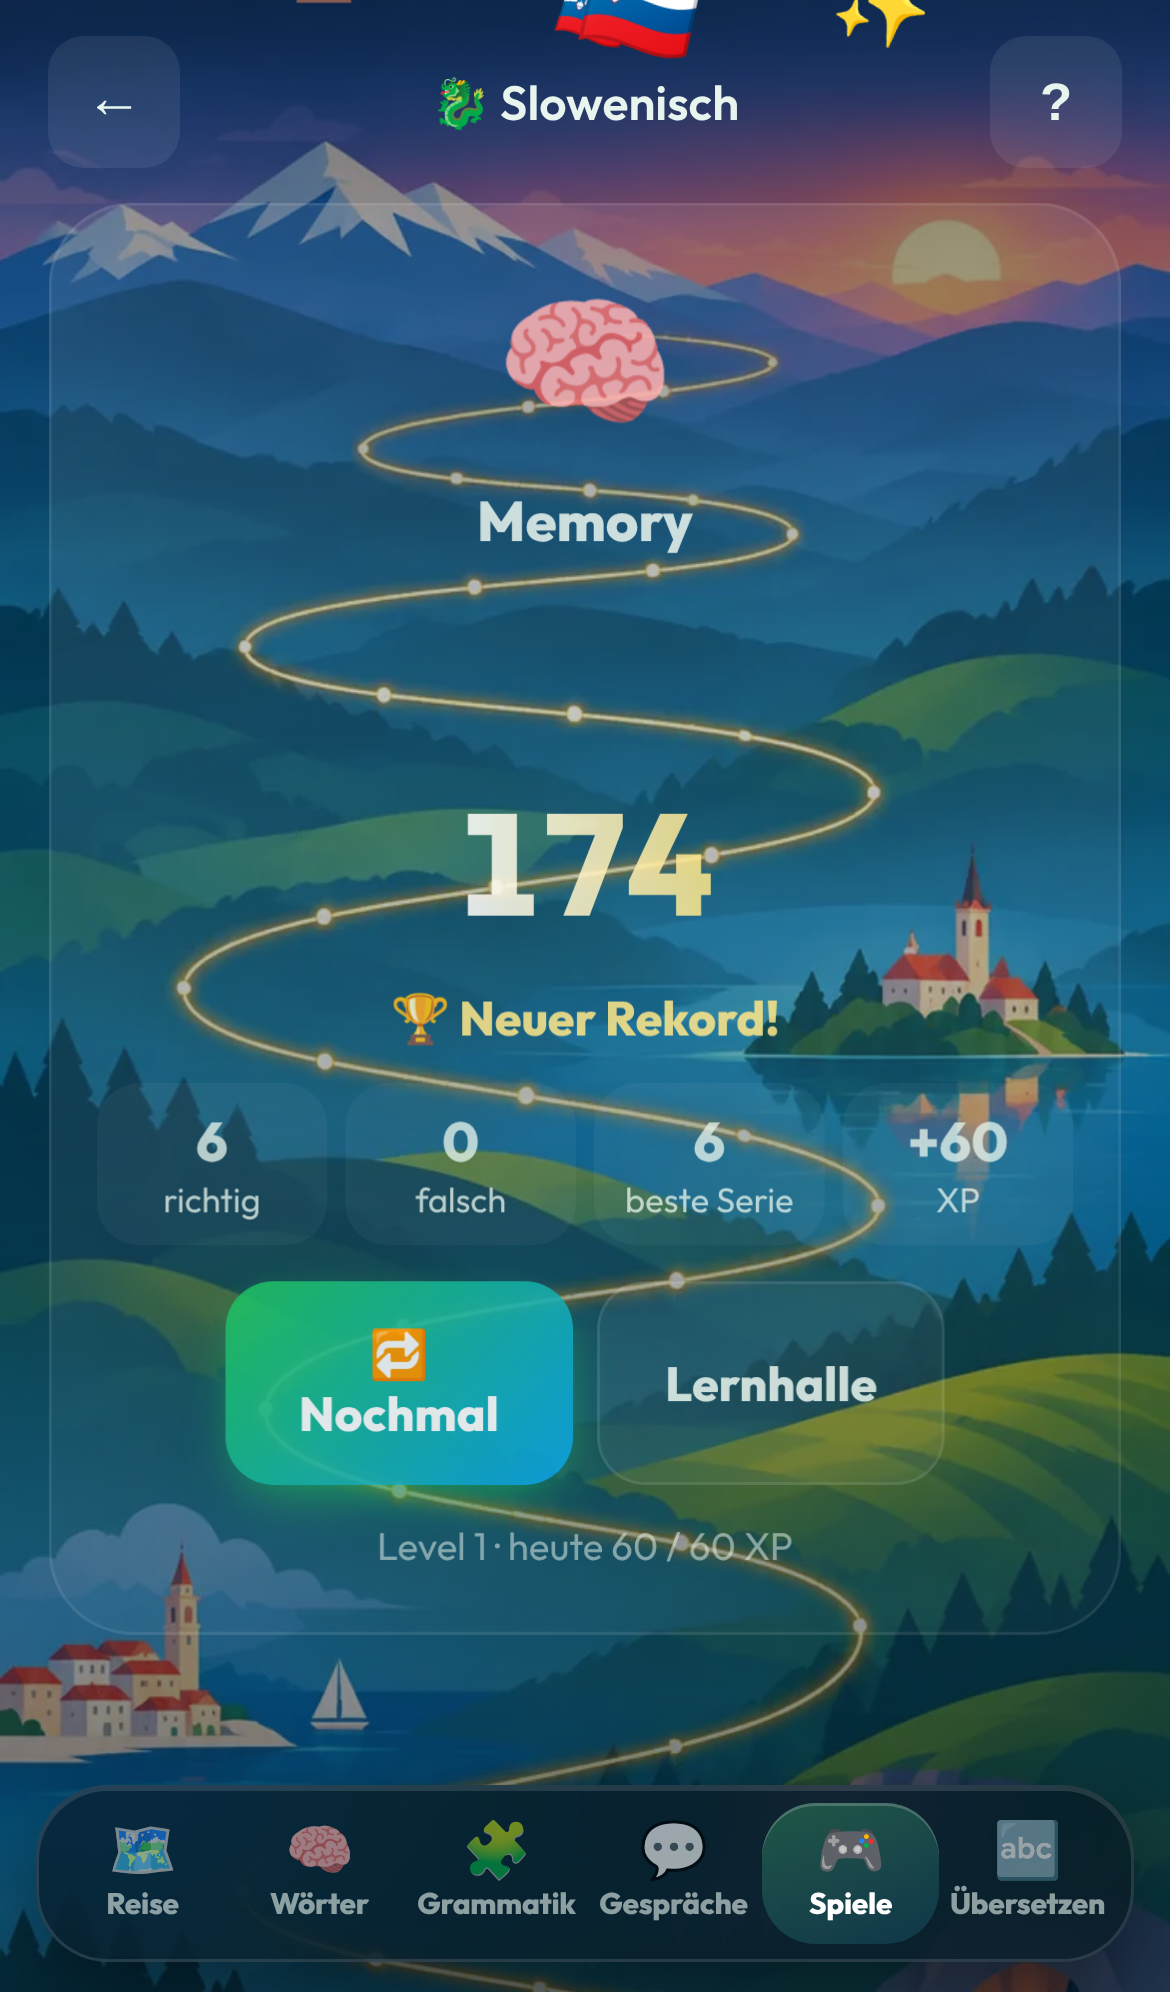 ←
Slowenisch
?
Memory
174
Neuer Rekord!
6
richtig
0
falsch
6
beste Serie
+60
XP
Nochmal
Lernhalle
Level 1 · heute 60 / 60 XP
Reise
Wörter
Grammatik
Gespräche
Spiele
abc
Übersetzen